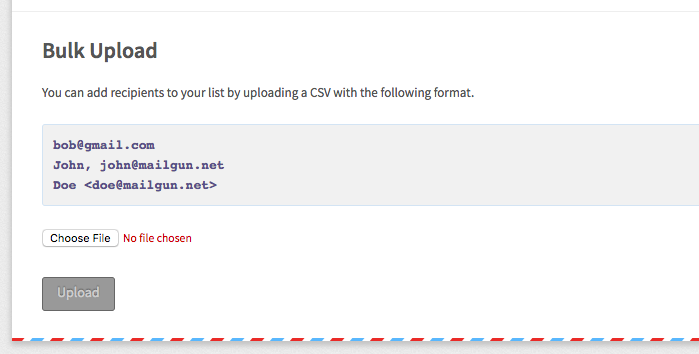 Bulk Upload
You can add recipients to your list by uploading a CSV with the following format.
bob@gmail.com
John, john@mailgun.net
Doe <doe@mailgun.net>
Choose File No file chosen
Upload